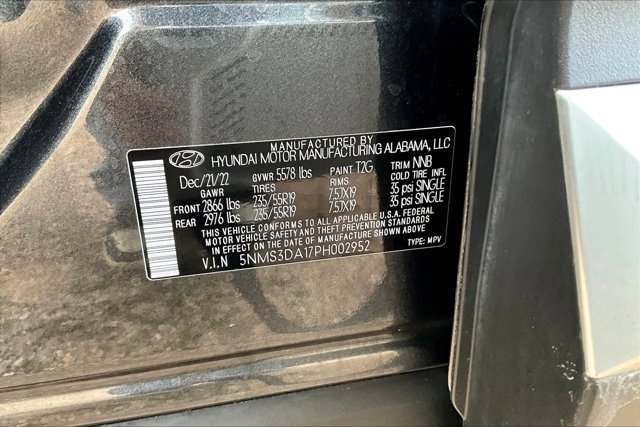 MANUFACTURED BY
HYUNDAI MOTOR MANUFACTURING ALABAMA, LLC
Dec/21/22 GVWR 5578 lbs PAINT T2G TRIM NNB
GAWR TIRES RIMS COLD TIRE INFL
FRONT 2866 lbs 235/55R19 7.5JX19 35 psi SINGLE
REAR 2976 lbs 235/55R19 7.5JX19 35 psi SINGLE
THIS VEHICLE CONFORMS TO ALL APPLICABLE U.S.A. FEDERAL
MOTOR VEHICLE SAFETY AND THEFT PREVENTION STANDARDS
IN EFFECT ON THE DATE OF MANUFACTURE SHOWN ABOVE.
V.I.N 5NMS3DA17PH002952 TYPE: MPV